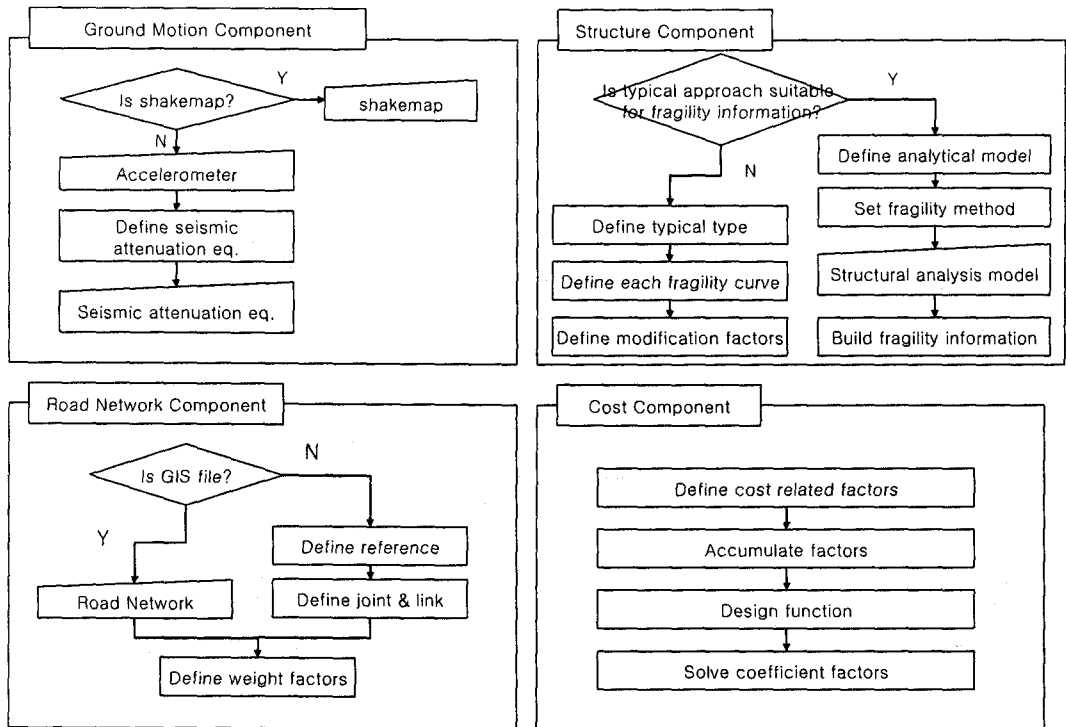 Ground Motion Component
Is shakemap?
Y
shakemap
N
Accelerometer
Define seismic
attenuation eq.
Seismic attenuation eq.
Structure Component
Is typical approach suitable
for fragility information?
Y
N
Define typical type
Define each fragility curve
Define modification factors
Define analytical model
Set fragility method
Structural analysis model
Build fragility information
Road Network Component
Is GIS file?
N
Y
Define reference
Road Network
Define joint & link
Define weight factors
Cost Component
Define cost related factors
Accumulate factors
Design function
Solve coefficient factors